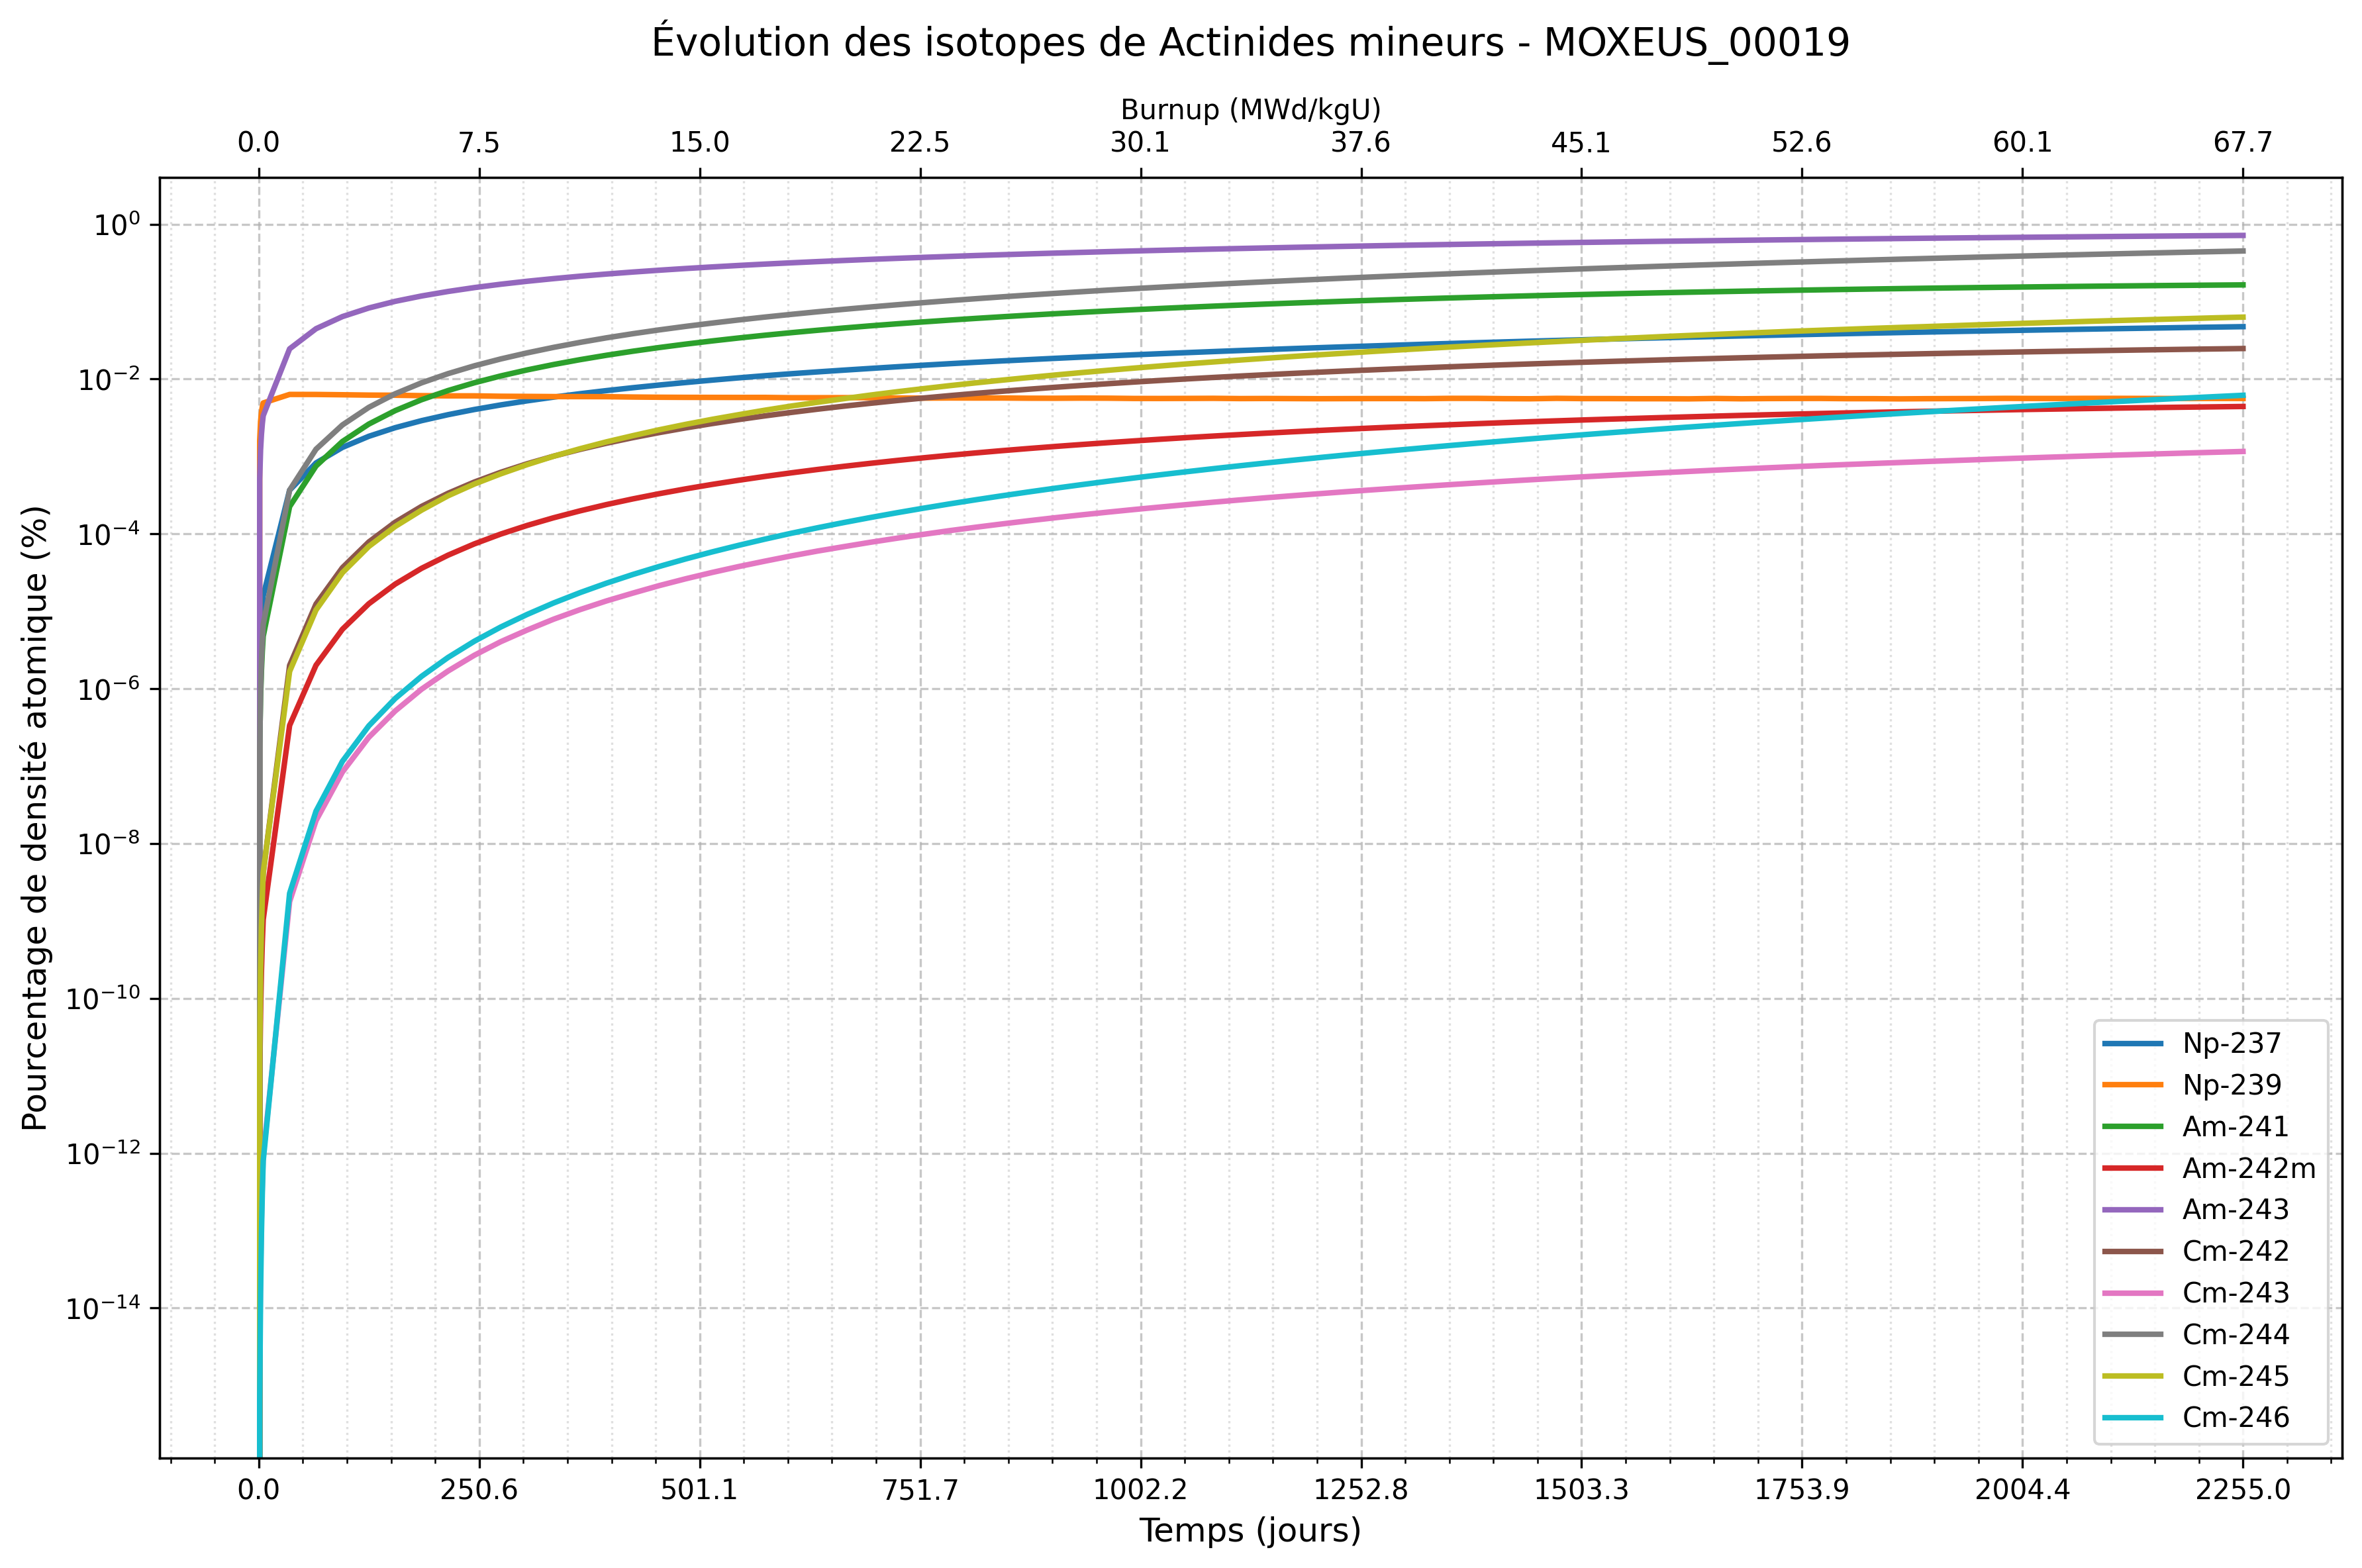 Évolution des isotopes de Actinides mineurs - MOXEUS_00019
Burnup (MWd/kgU)
0.0 7.5 15.0 22.5 30.1 37.6 45.1 52.6 60.1 67.7
Pourcentage de densité atomique (%)
10⁰
10⁻²
10⁻⁴
10⁻⁶
10⁻⁸
10⁻¹⁰
10⁻¹²
10⁻¹⁴
Np-237
Np-239
Am-241
Am-242m
Am-243
Cm-242
Cm-243
Cm-244
Cm-245
Cm-246
0.0 250.6 501.1 751.7 1002.2 1252.8 1503.3 1753.9 2004.4 2255.0
Temps (jours)